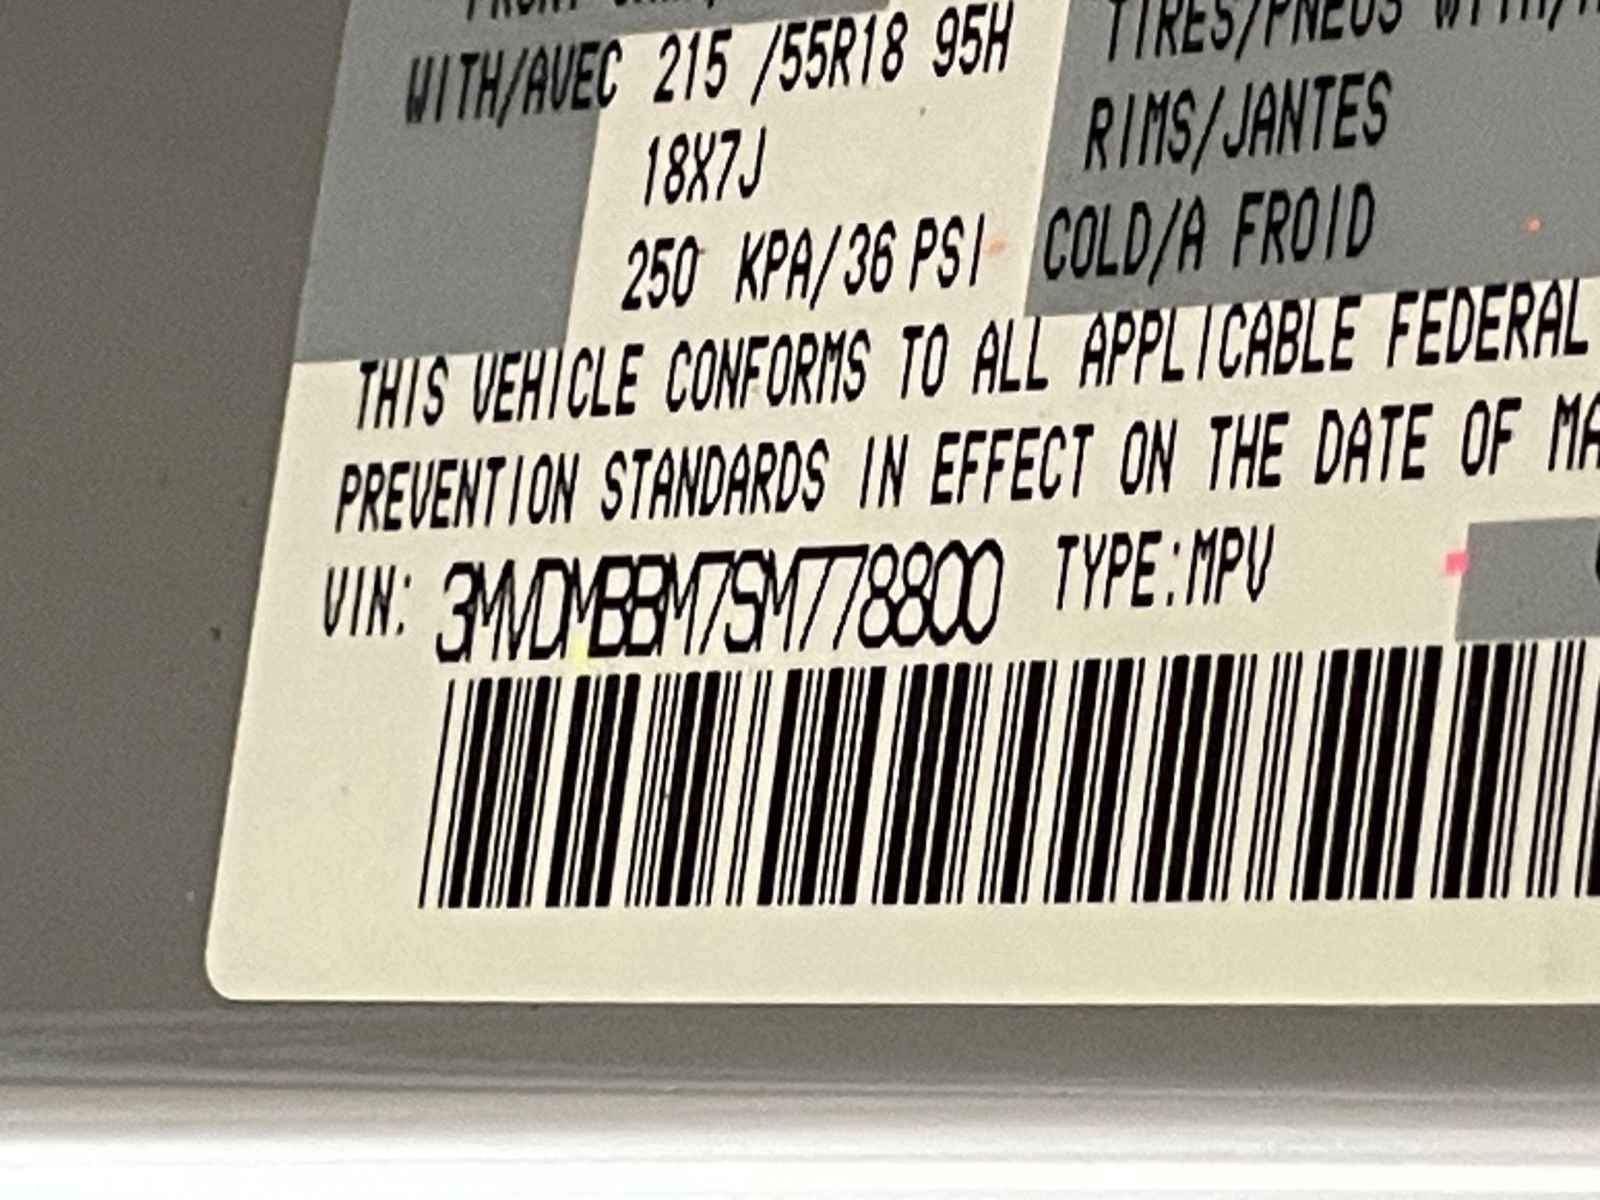 WITH/AVEC 215 /55R18 95H TIRES/PNEUS
18X7J RIMS/JANTES
250 KPA/36 PSI COLD/A FROID
THIS VEHICLE CONFORMS TO ALL APPLICABLE FEDERAL
PREVENTION STANDARDS IN EFFECT ON THE DATE OF
VIN: 3MVDMBBM7SM778800 TYPE:MPV